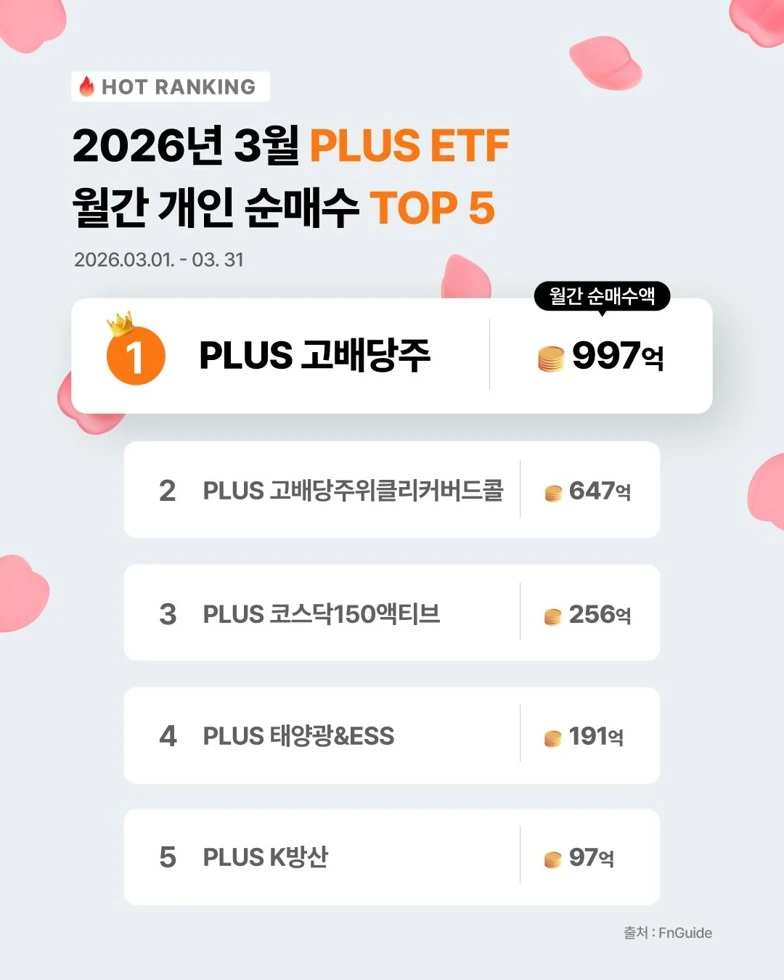 HOT RANKING
2026년 3월 PLUS ETF
월간 개인 순매수 TOP 5
2026.03.01. - 03. 31
월간 순매수액
1 PLUS 고배당주 997억
2 PLUS 고배당주위클리커버드콜 647억
3 PLUS 코스닥150액티브 256억
4 PLUS 태양광&ESS 191억
5 PLUS K방산 97억
출처 : FnGuide